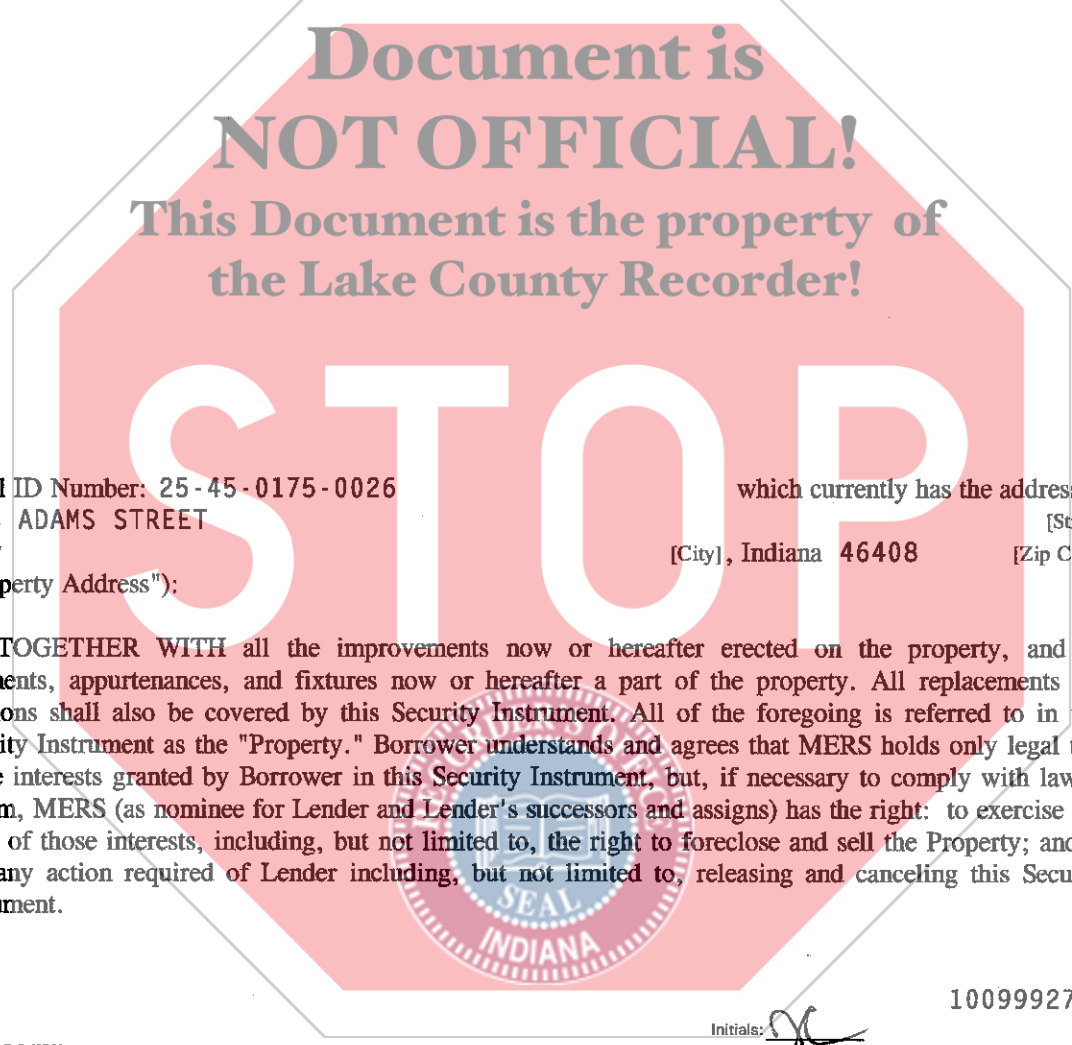 Document is
NOT OFFICIAL!
This Document is the property of
the Lake County Recorder!
STOP
ID Number: 25-45-0175-0026 which currently has the address
ADAMS STREET [St
[City], Indiana 46408 [Zip C
perty Address"):
TOGETHER WITH all the improvements now or hereafter erected on the property, and
ents, appurtenances, and fixtures now or hereafter a part of the property. All replacements
ons shall also be covered by this Security Instrument. All of the foregoing is referred to in
ity Instrument as the "Property." Borrower understands and agrees that MERS holds only legal t
e interests granted by Borrower in this Security Instrument, but, if necessary to comply with law
m, MERS (as nominee for Lender and Lender's successors and assigns) has the right: to exercise
of those interests, including, but not limited to, the right to foreclose and sell the Property; and
any action required of Lender including, but not limited to, releasing and canceling this Secu
ument.
SEAL
INDIANA
10099927
Initials: